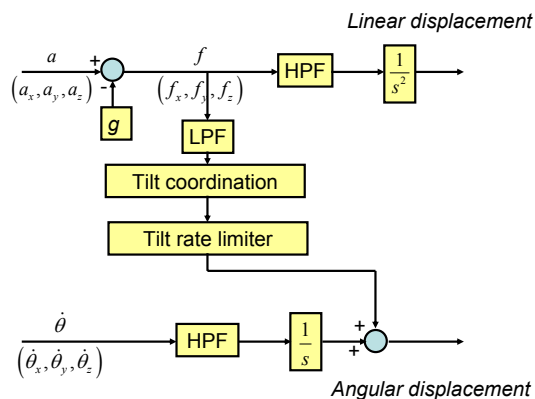 Linear displacement
a
f
+
HPF
1/s²
(a_x, a_y, a_z)
-
(f_x, f_y, f_z)
g
LPF
Tilt coordination
Tilt rate limiter
θ̇
+
HPF
1/s
+
(θ̇_x, θ̇_y, θ̇_z)
Angular displacement